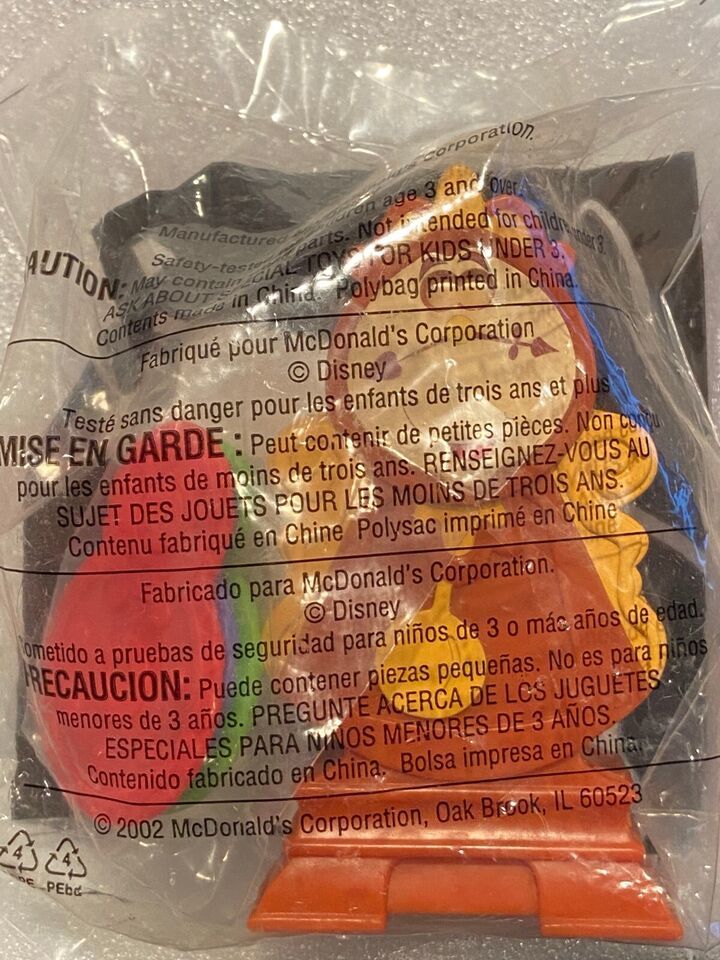 Corporation.
Manufactured children age 3 and over.
Safety-tested
AUTION: May contain parts. Not intended for children under 3.
ASK ABOUT SPECIAL TOYS FOR KIDS UNDER 3.
Contents made in China. Polybag printed in China.
Fabriqué pour McDonald's Corporation
© Disney
Testé sans danger pour les enfants de trois ans et plus
MISE EN GARDE : Peut contenir de petites pièces. Non conçu
pour les enfants de moins de trois ans. RENSEIGNEZ-VOUS AU
SUJET DES JOUETS POUR LES MOINS DE TROIS ANS.
Contenu fabriqué en Chine Polysac imprimé en Chine
Fabricado para McDonald's Corporation.
© Disney
ometido a pruebas de seguridad para niños de 3 o más años de edad.
RECAUCION: Puede contener piezas pequeñas. No es para niños
menores de 3 años. PREGUNTE ACERCA DE LOS JUGUETES
ESPECIALES PARA NIÑOS MENORES DE 3 AÑOS.
Contenido fabricado en China. Bolsa impresa en China.
© 2002 McDonald's Corporation, Oak Brook, IL 60523
4 4
PE PEbd